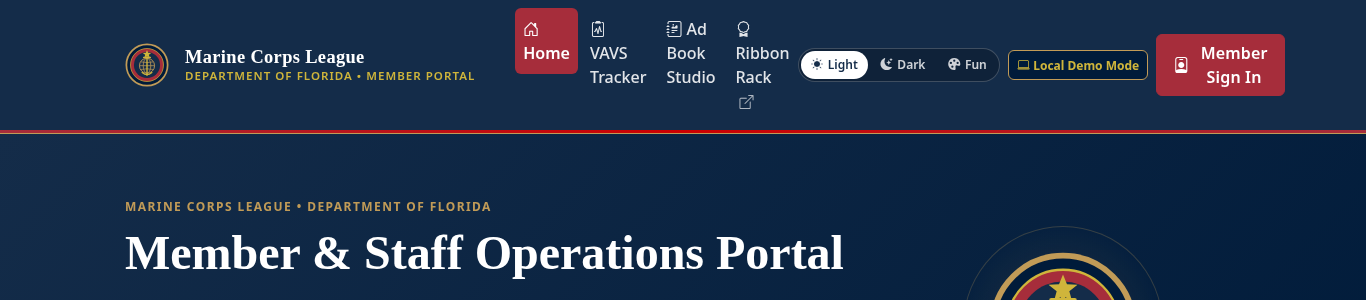 Marine Corps League
DEPARTMENT OF FLORIDA • MEMBER PORTAL
Home
VAVS
Tracker
Ad
Book
Studio
Ribbon
Rack
Light
Dark
Fun
Local Demo Mode
Member
Sign In
MARINE CORPS LEAGUE • DEPARTMENT OF FLORIDA
Member & Staff Operations Portal